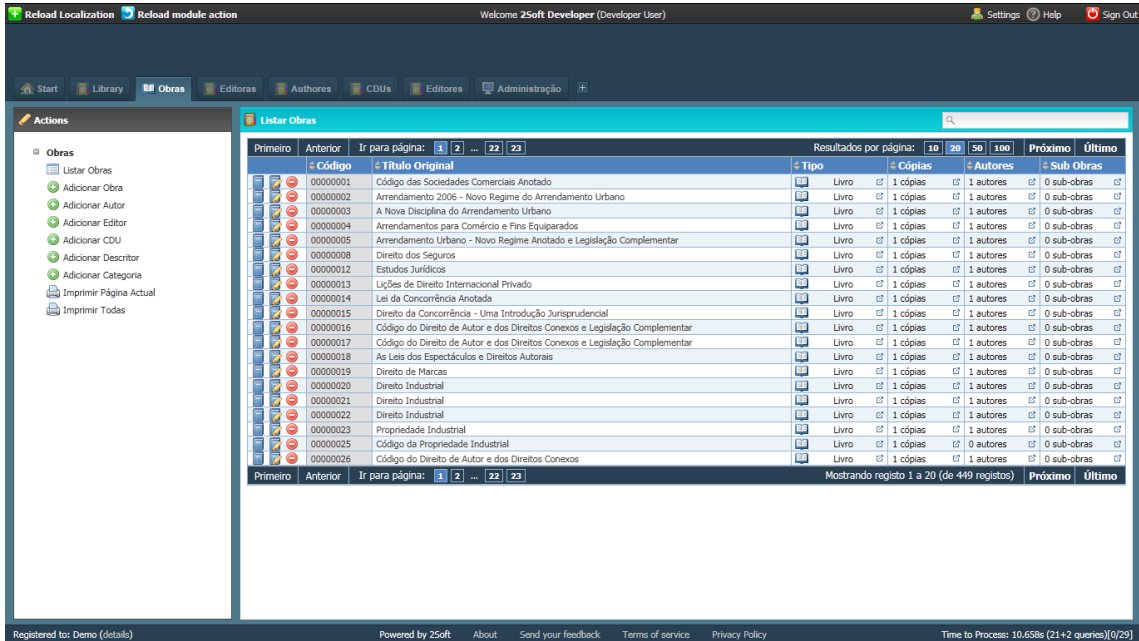 Reload Localization Reload module action Welcome 2Soft Developer (Developer User) Settings Help Sign Out
Start Library Obras Editoras Authores CDUs Editores Administração +
Actions
Obras
Listar Obras
Adicionar Obra
Adicionar Autor
Adicionar Editor
Adicionar CDU
Adicionar Descritor
Adicionar Categoria
Imprimir Página Actual
Imprimir Todas
Listar Obras
Primeiro Anterior Ir para página: 1 2 ... 22 23 Resultados por página: 10 20 50 100 Próximo Último
Código Título Original Tipo Cópias Autores Sub Obras
00000001 Código das Sociedades Comerciais Anotado Livro 1 cópias 1 autores 0 sub-obras
00000002 Arrendamento 2006 - Novo Regime do Arrendamento Urbano Livro 1 cópias 1 autores 0 sub-obras
00000003 A Nova Disciplina do Arrendamento Urbano Livro 1 cópias 1 autores 0 sub-obras
00000004 Arrendamentos para Comércio e Fins Equiparados Livro 1 cópias 1 autores 0 sub-obras
00000005 Arrendamento Urbano - Novo Regime Anotado e Legislação Complementar Livro 1 cópias 1 autores 0 sub-obras
00000008 Direito dos Seguros Livro 1 cópias 1 autores 0 sub-obras
00000012 Estudos Jurídicos Livro 1 cópias 1 autores 0 sub-obras
00000013 Lições de Direito Internacional Privado Livro 1 cópias 1 autores 0 sub-obras
00000014 Lei da Concorrência Anotada Livro 1 cópias 1 autores 0 sub-obras
00000015 Direito da Concorrência - Uma Introdução Jurisprudencial Livro 1 cópias 1 autores 0 sub-obras
00000016 Código do Direito de Autor e dos Direitos Conexos e Legislação Complementar Livro 1 cópias 1 autores 0 sub-obras
00000017 Código do Direito de Autor e dos Direitos Conexos e Legislação Complementar Livro 1 cópias 1 autores 0 sub-obras
00000018 As Leis dos Espectáculos e Direitos Autorais Livro 1 cópias 1 autores 0 sub-obras
00000019 Direito de Marcas Livro 1 cópias 1 autores 0 sub-obras
00000020 Direito Industrial Livro 1 cópias 1 autores 0 sub-obras
00000021 Direito Industrial Livro 1 cópias 1 autores 0 sub-obras
00000022 Direito Industrial Livro 1 cópias 1 autores 0 sub-obras
00000023 Propriedade Industrial Livro 1 cópias 1 autores 0 sub-obras
00000025 Código da Propriedade Industrial Livro 1 cópias 0 autores 0 sub-obras
00000026 Código do Direito de Autor e dos Direitos Conexos Livro 1 cópias 1 autores 0 sub-obras
Primeiro Anterior Ir para página: 1 2 ... 22 23 Mostrando registo 1 a 20 (de 449 registos) Próximo Último
Registered to: Demo (details) Powered by 2Soft About Send your feedback Terms of service Privacy Policy Time to Process: 10.658s (21+2 queries)[0/29]